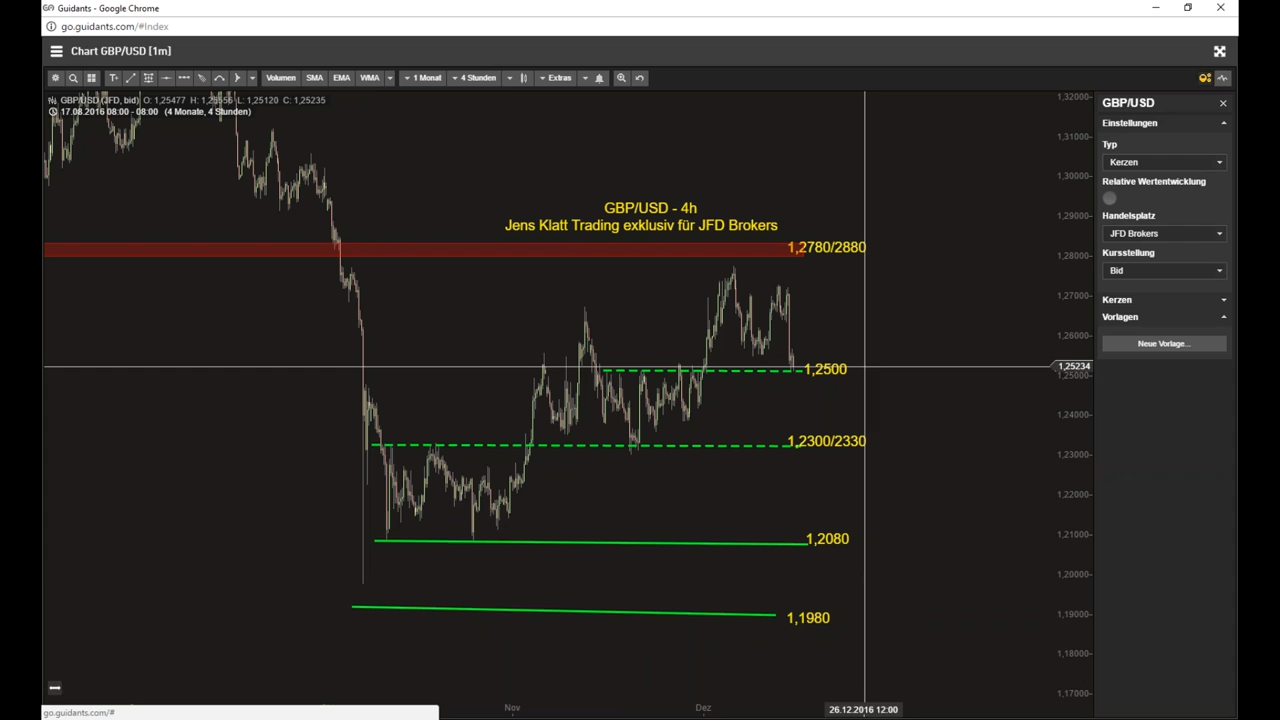 Guidants - Google Chrome
go.guidants.com/#Index
Chart GBP/USD [1m]
T+ Volumen SMA EMA WMA 1 Monat 4 Stunden Extras
GBP/USD (JFD, bid) O: 1,25477 H: 1,25556 L: 1,25120 C: 1,25235
17.08.2016 08:00 - 08:00 (4 Monate, 4 Stunden)
GBP/USD
Einstellungen
Typ
Kerzen
Relative Wertentwicklung
Handelsplatz
JFD Brokers
Kursstellung
Bid
Kerzen
Vorlagen
Neue Vorlage...
GBP/USD - 4h
Jens Klatt Trading exklusiv für JFD Brokers
1,2780/2880
1,2500
1,2300/2330
1,2080
1,1980
1,32000
1,31000
1,30000
1,29000
1,28000
1,27000
1,26000
1,25234
1,25000
1,24000
1,23000
1,22000
1,21000
1,20000
1,19000
1,18000
1,17000
Nov
Dez
26.12.2016 12:00
go.guidants.com/#